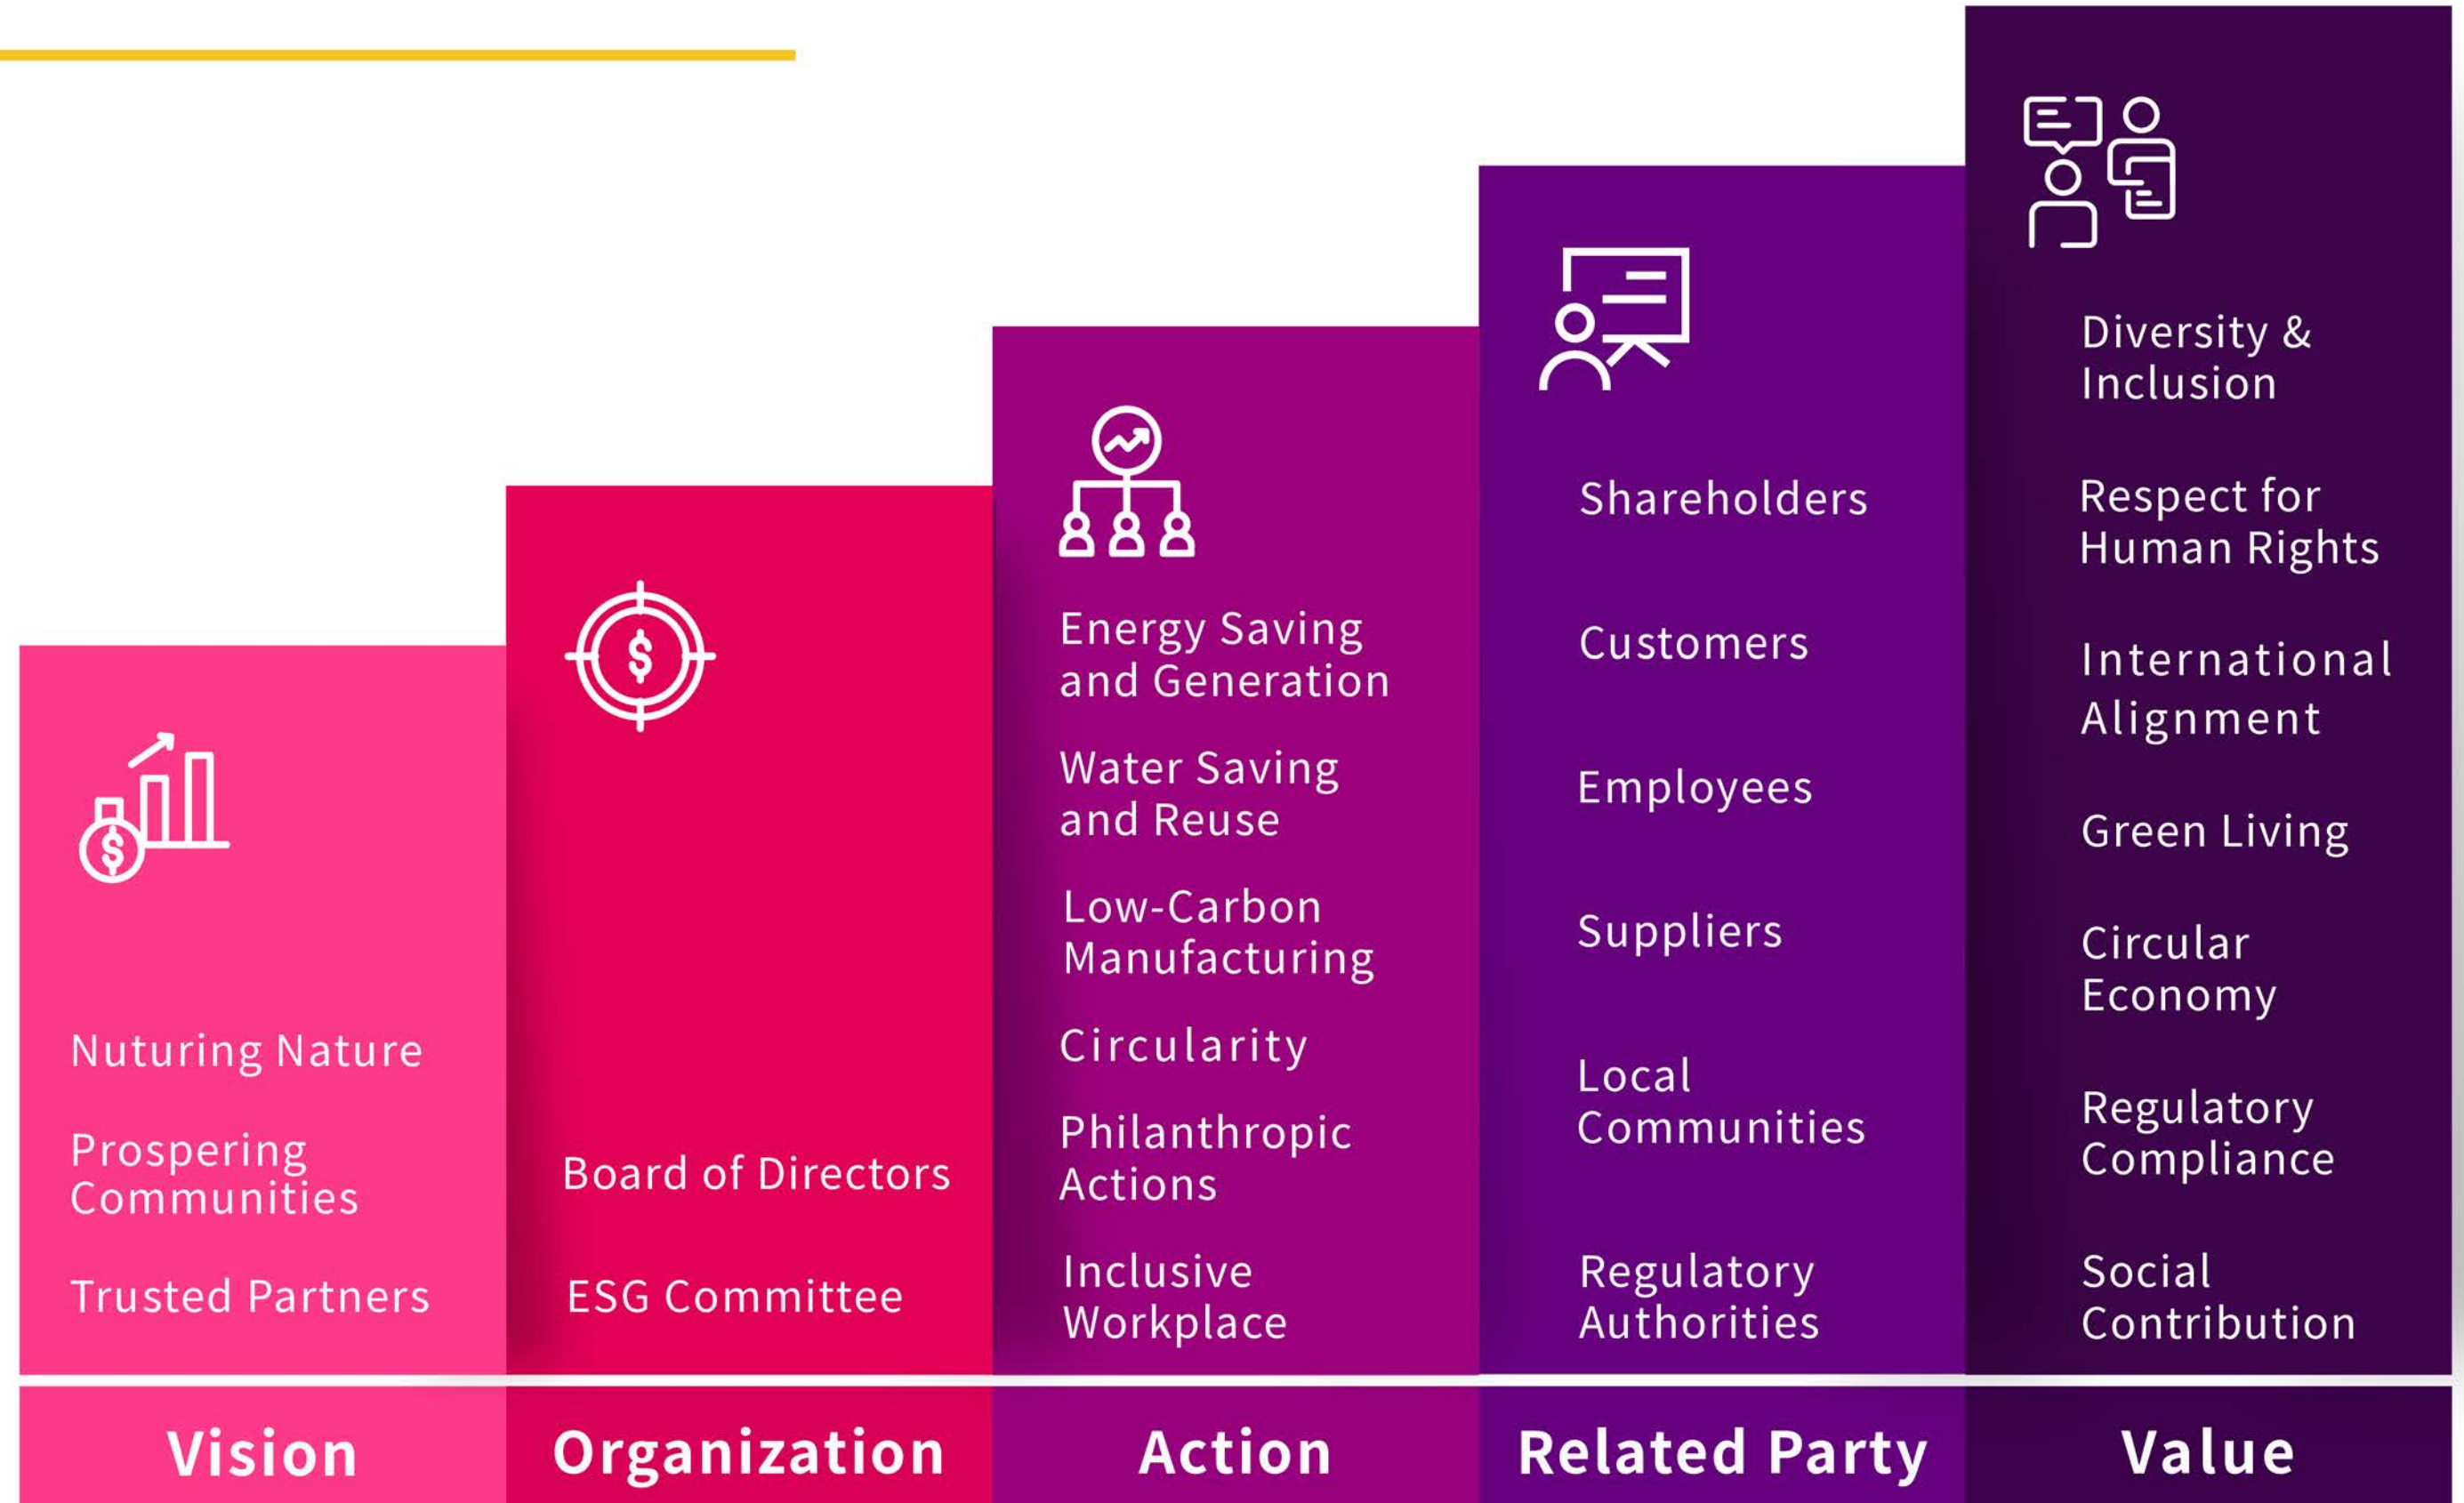 Nuturing Nature
Prospering
Communities
Trusted Partners
Vision
Board of Directors
ESG Committee
Organization
Energy Saving
and Generation
Water Saving
and Reuse
Low-Carbon
Manufacturing
Circularity
Philanthropic
Actions
Inclusive
Workplace
Action
Shareholders
Customers
Employees
Suppliers
Local
Communities
Regulatory
Authorities
Related Party
Diversity &
Inclusion
Respect for
Human Rights
International
Alignment
Green Living
Circular
Economy
Regulatory
Compliance
Social
Contribution
Value